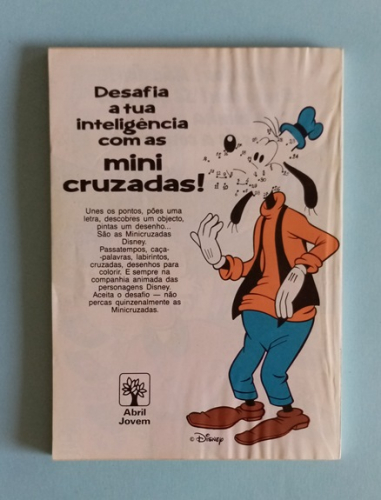 Desafia
a tua
inteligência
com as
mini
cruzadas!
Unes os pontos, pões uma
letra, descobres um objecto,
pintas um desenho...
São as Minicruzadas
Disney.
Passatempos, caça-
-palavras, labirintos,
cruzadas, desenhos para
colorir. E sempre na
companhia animada das
personagens Disney.
Aceita o desafio — não
percas quinzenalmente as
Minicruzadas.
Abril
Jovem
© Disney